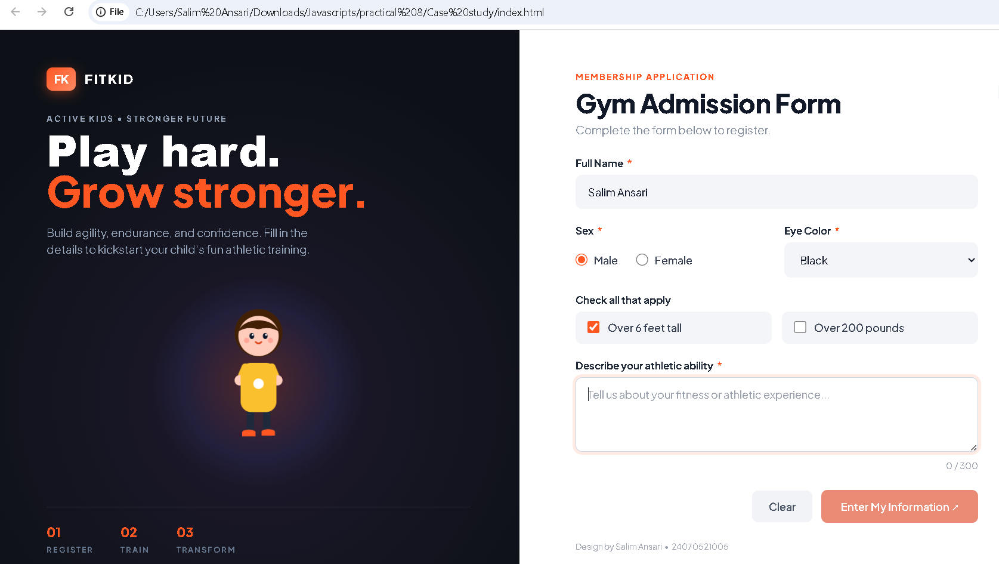 File C:/Users/Salim%20Ansari/Downloads/Javascripts/practical%208/Case%20study/index.html
FK FITKID
ACTIVE KIDS • STRONGER FUTURE
Play hard.
Grow stronger.
Build agility, endurance, and confidence. Fill in the
details to kickstart your child's fun athletic training.
01 02 03
REGISTER TRAIN TRANSFORM
MEMBERSHIP APPLICATION
Gym Admission Form
Complete the form below to register.
Full Name *
Salim Ansari
Sex * Eye Color *
Male Female Black
Check all that apply
Over 6 feet tall Over 200 pounds
Describe your athletic ability *
Tell us about your fitness or athletic experience...
0 / 300
Clear Enter My Information ↗
Design by Salim Ansari • 24070521005